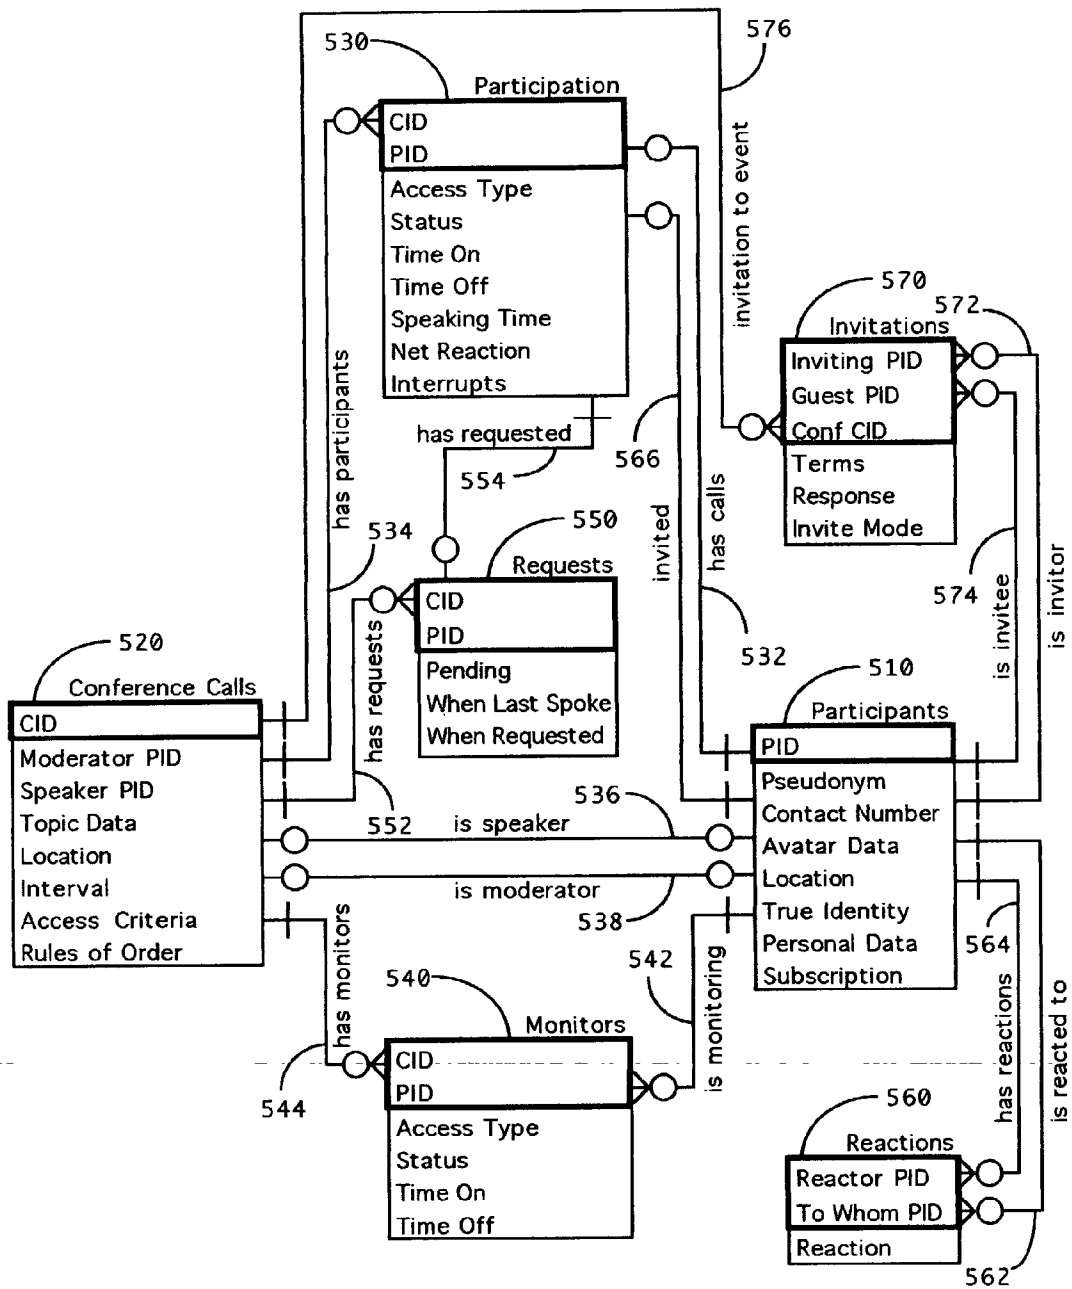 576
530
Participation
CID
PID
Access Type
Status
Time On
Time Off
Speaking Time
Net Reaction
Interrupts
invitation to event
570
572
Invitations
Inviting PID
Guest PID
Conf CID
Terms
Response
Invite Mode
has participants
has requested
554
566
534
550
Requests
CID
PID
Pending
When Last Spoke
When Requested
has requests
invited
has calls
532
574
is invitee
is invitor
520
Conference Calls
CID
Moderator PID
Speaker PID
Topic Data
Location
Interval
Access Criteria
Rules of Order
510
Participants
PID
Pseudonym
Contact Number
Avatar Data
Location
True Identity
Personal Data
Subscription
552
536
is speaker
is moderator
538
has monitors
544
540
Monitors
CID
PID
Access Type
Status
Time On
Time Off
542
is monitoring
564
has reactions
is reacted to
560
Reactions
Reactor PID
To Whom PID
Reaction
562